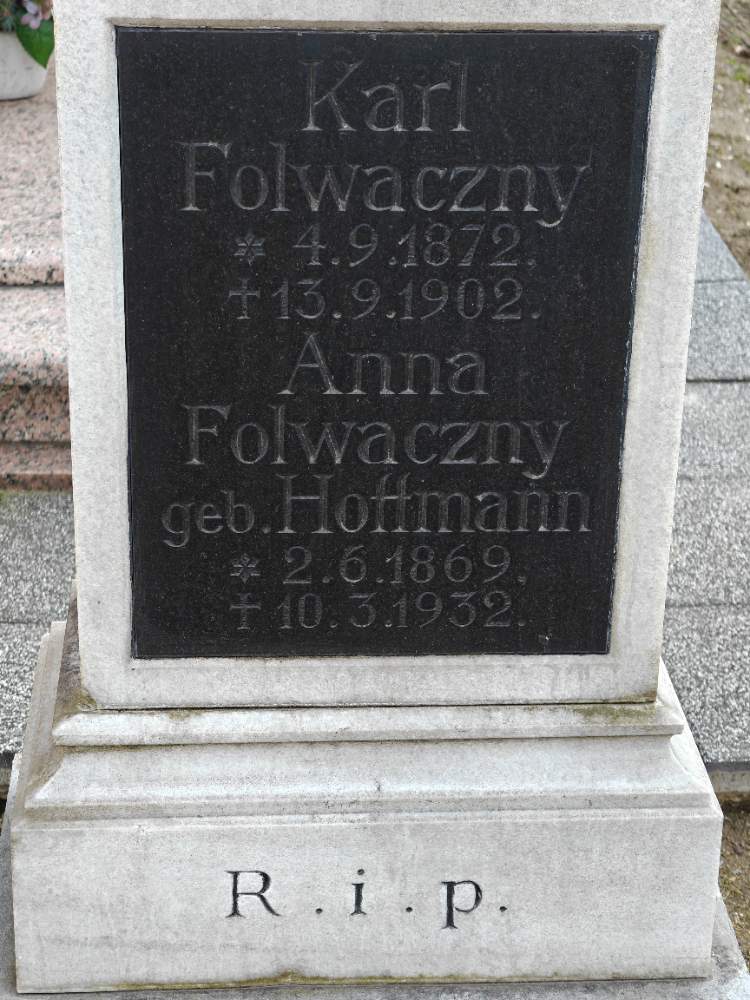 Karl
Folwaczny
* 4.9.1872.
† 13.9.1902.
Anna
Folwaczny
geb. Hoffmann
* 2.6.1869.
† 10.3.1932.
R. i. p.